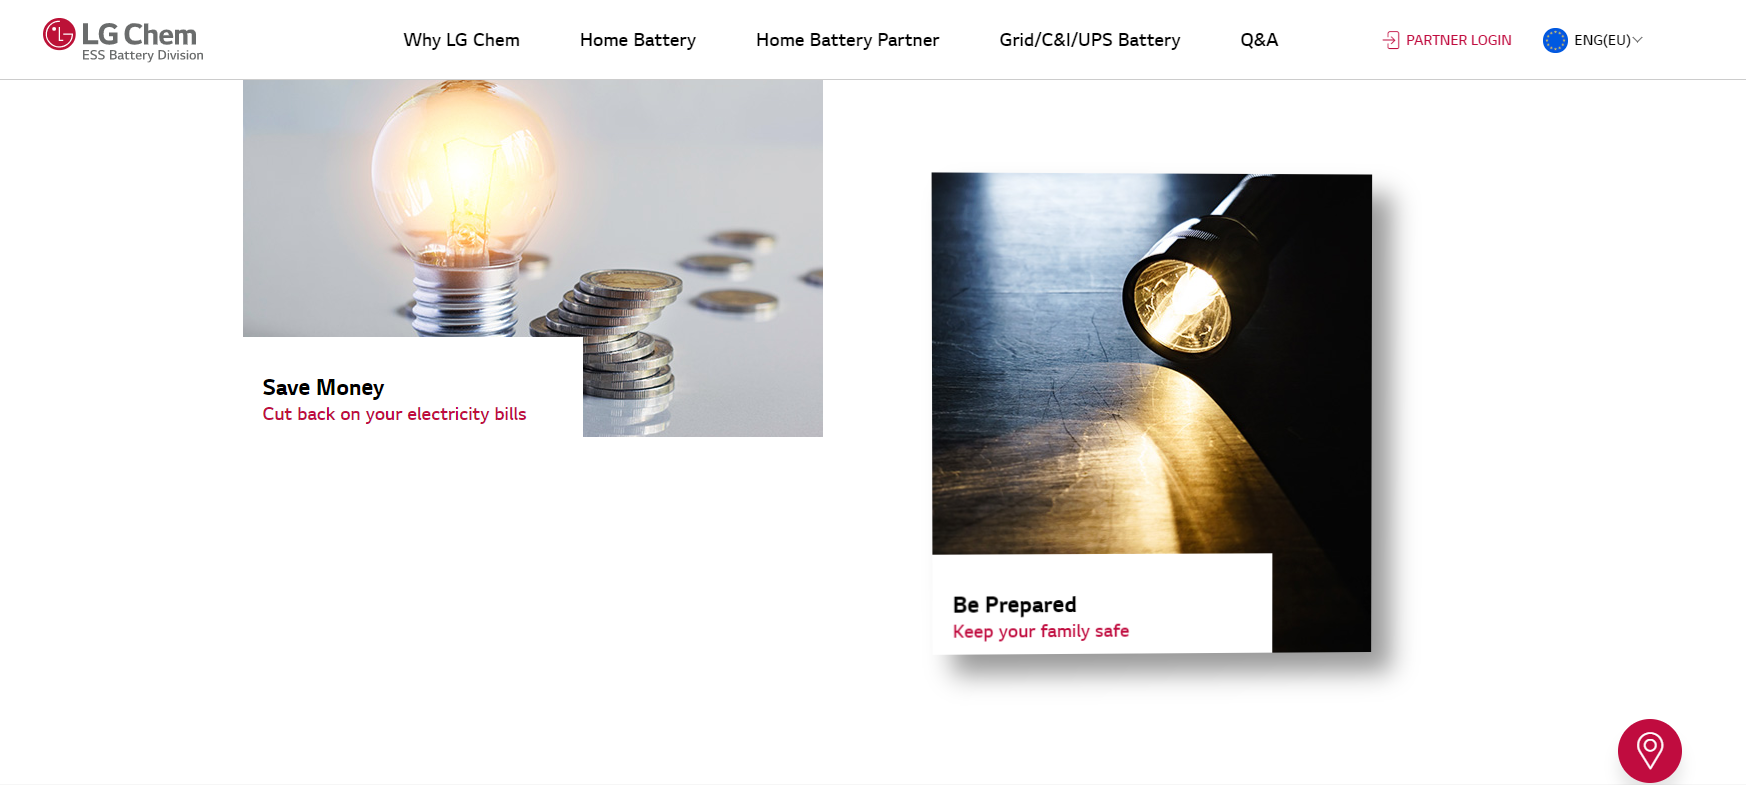 LG Chem
ESS Battery Division
Why LG Chem
Home Battery
Home Battery Partner
Grid/C&I/UPS Battery
Q&A
PARTNER LOGIN
ENG(EU)
Save Money
Cut back on your electricity bills
Be Prepared
Keep your family safe